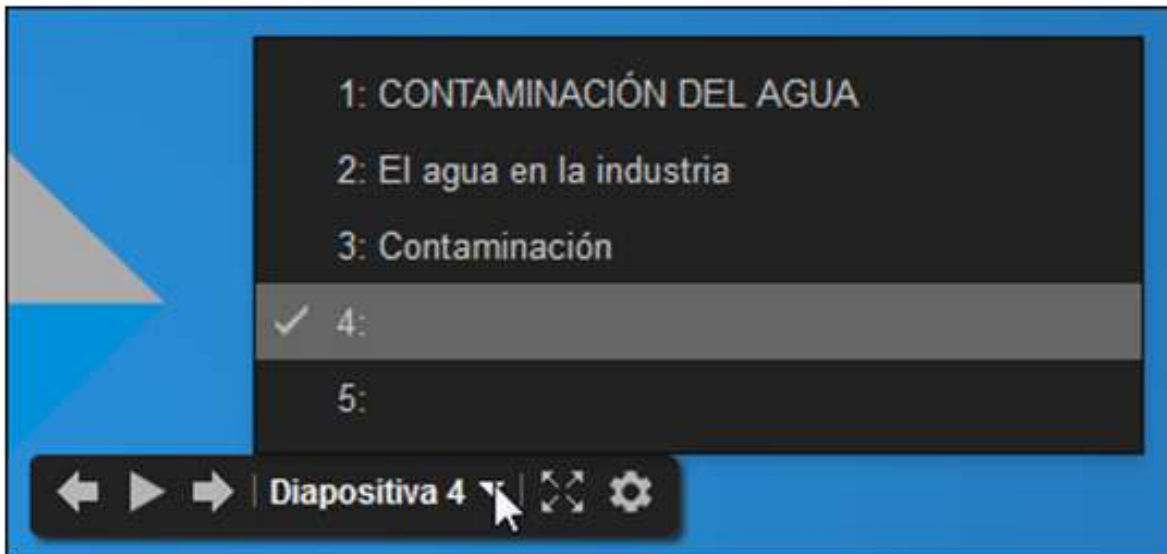 1: CONTAMINACIÓN DEL AGUA
2: El agua en la industria
3: Contaminación
4:
5:
Diapositiva 4